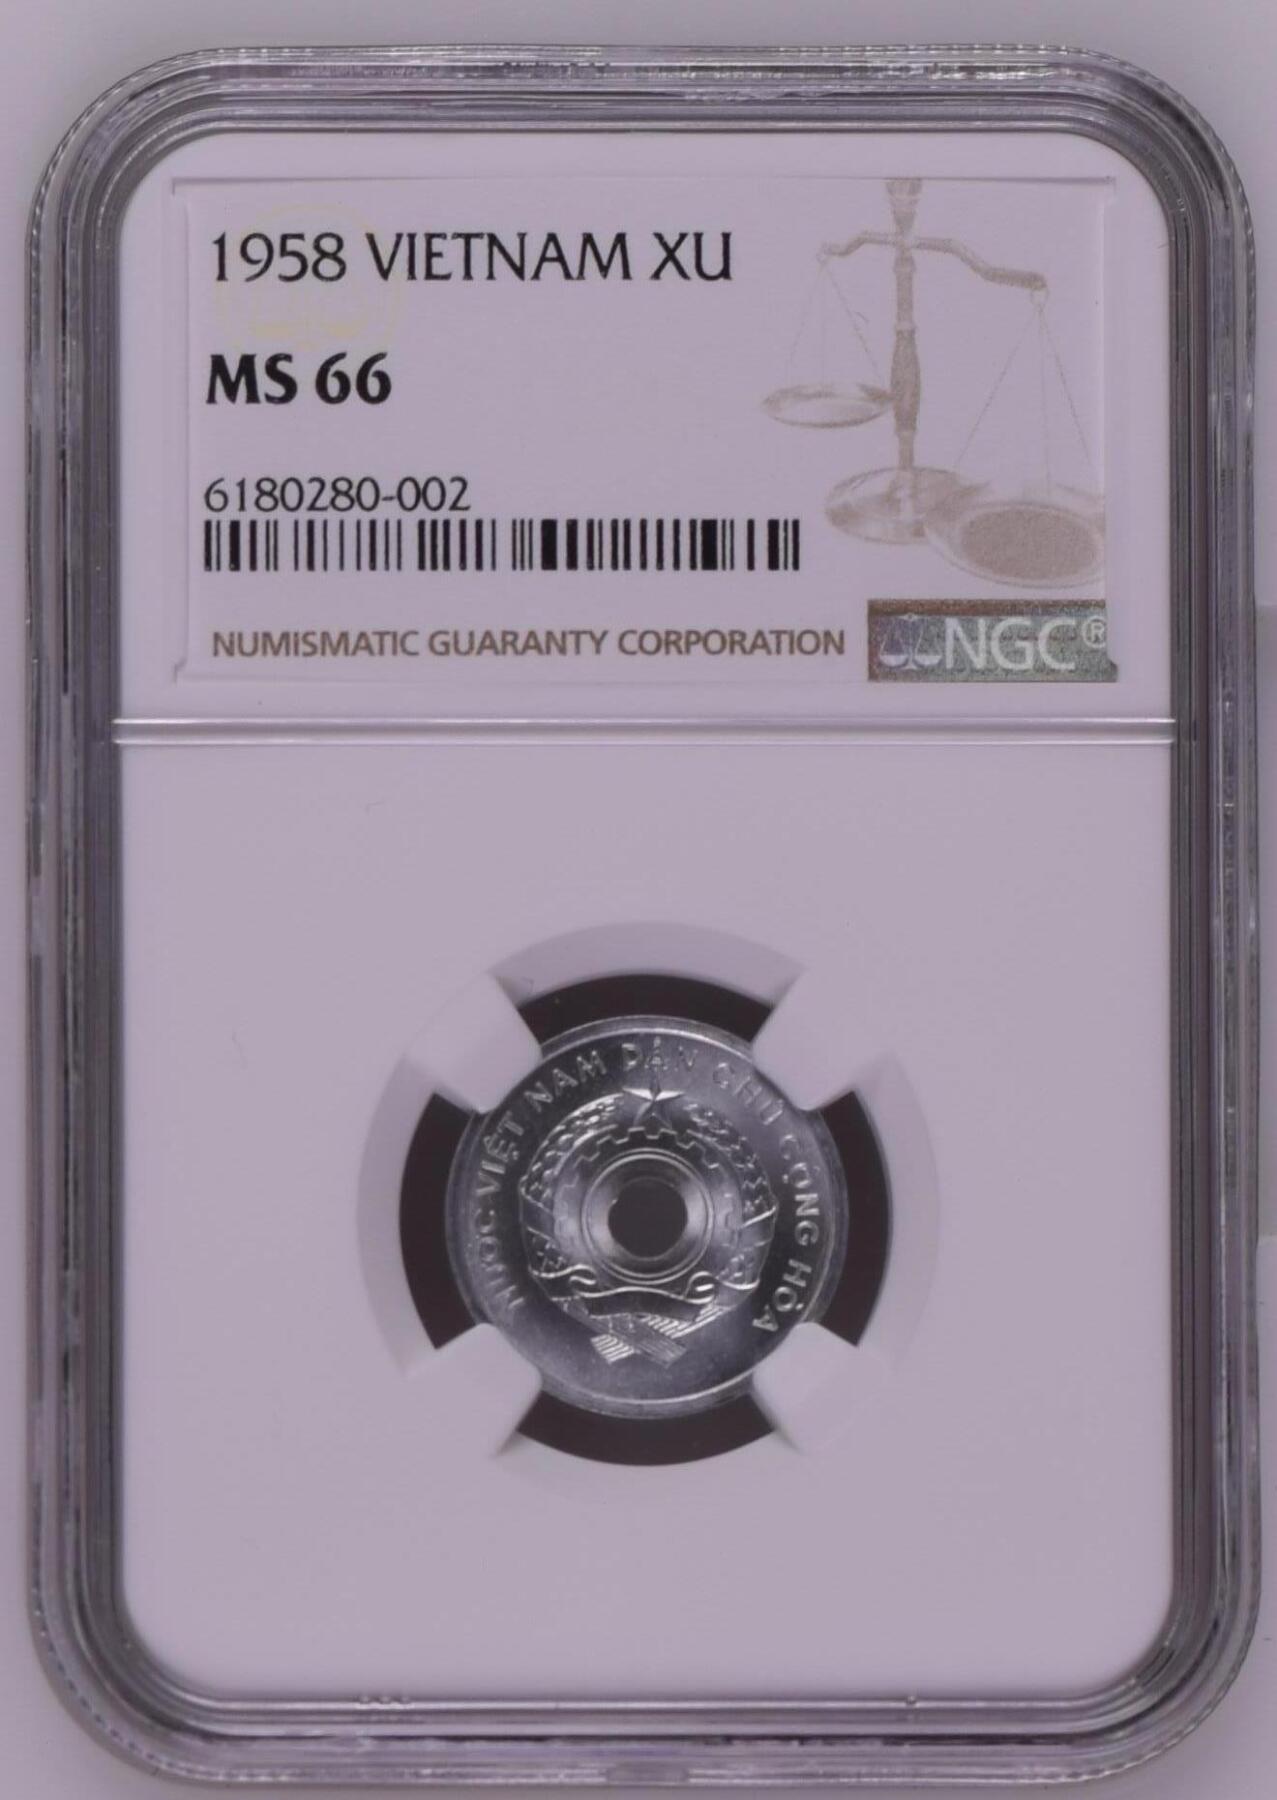 1958 VIETNAM XU
MS 66
6180280-002
NUMISMATIC GUARANTY CORPORATION
NGC®
NƯỚC VIỆT NAM DÂN CHỦ CỘNG HÒA